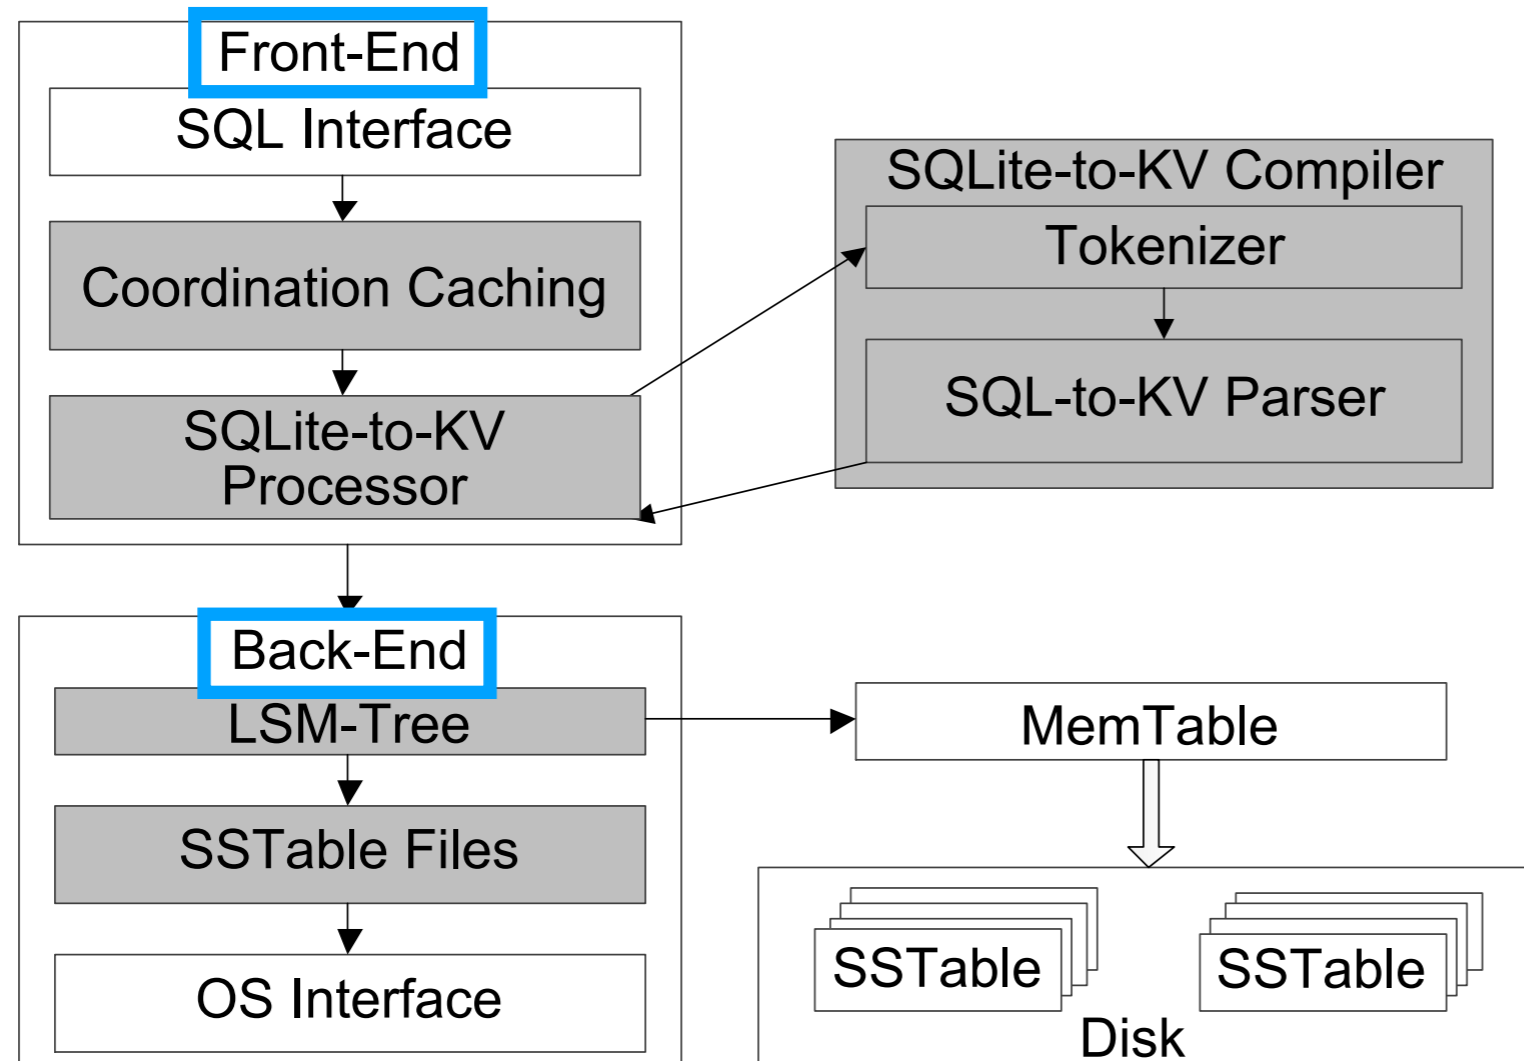 Front-End
SQL Interface
Coordination Caching
SQLite-to-KV
Processor
SQLite-to-KV Compiler
Tokenizer
SQL-to-KV Parser
Back-End
LSM-Tree
SSTable Files
OS Interface
MemTable
SSTable
SSTable
Disk